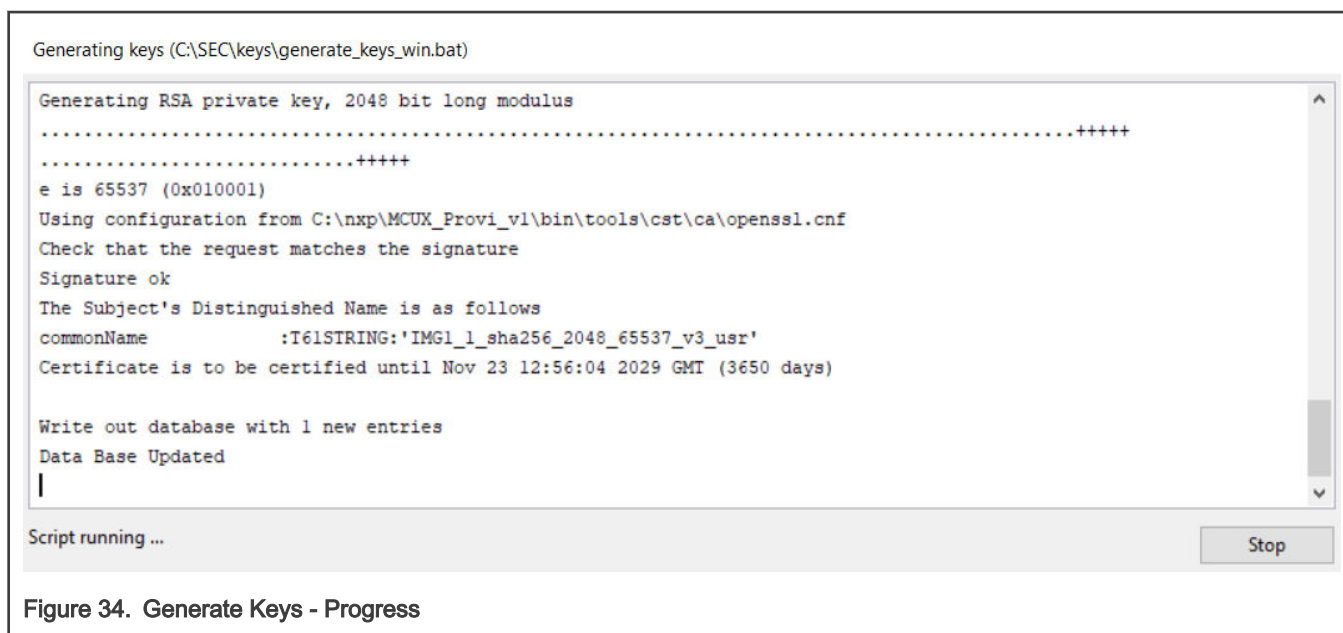 Generating keys (C:\SEC\keys\generate_keys_win.bat)
Generating RSA private key, 2048 bit long modulus
................................................................................................+++++
.............................+++++
e is 65537 (0x010001)
Using configuration from C:\nxp\MCUX_Provi_v1\bin\tools\cst\ca\openssl.cnf
Check that the request matches the signature
Signature ok
The Subject's Distinguished Name is as follows
commonName            :T61STRING:'IMG1_1_sha256_2048_65537_v3_usr'
Certificate is to be certified until Nov 23 12:56:04 2029 GMT (3650 days)
Write out database with 1 new entries
Data Base Updated
Script running ...
Stop
Figure 34. Generate Keys - Progress